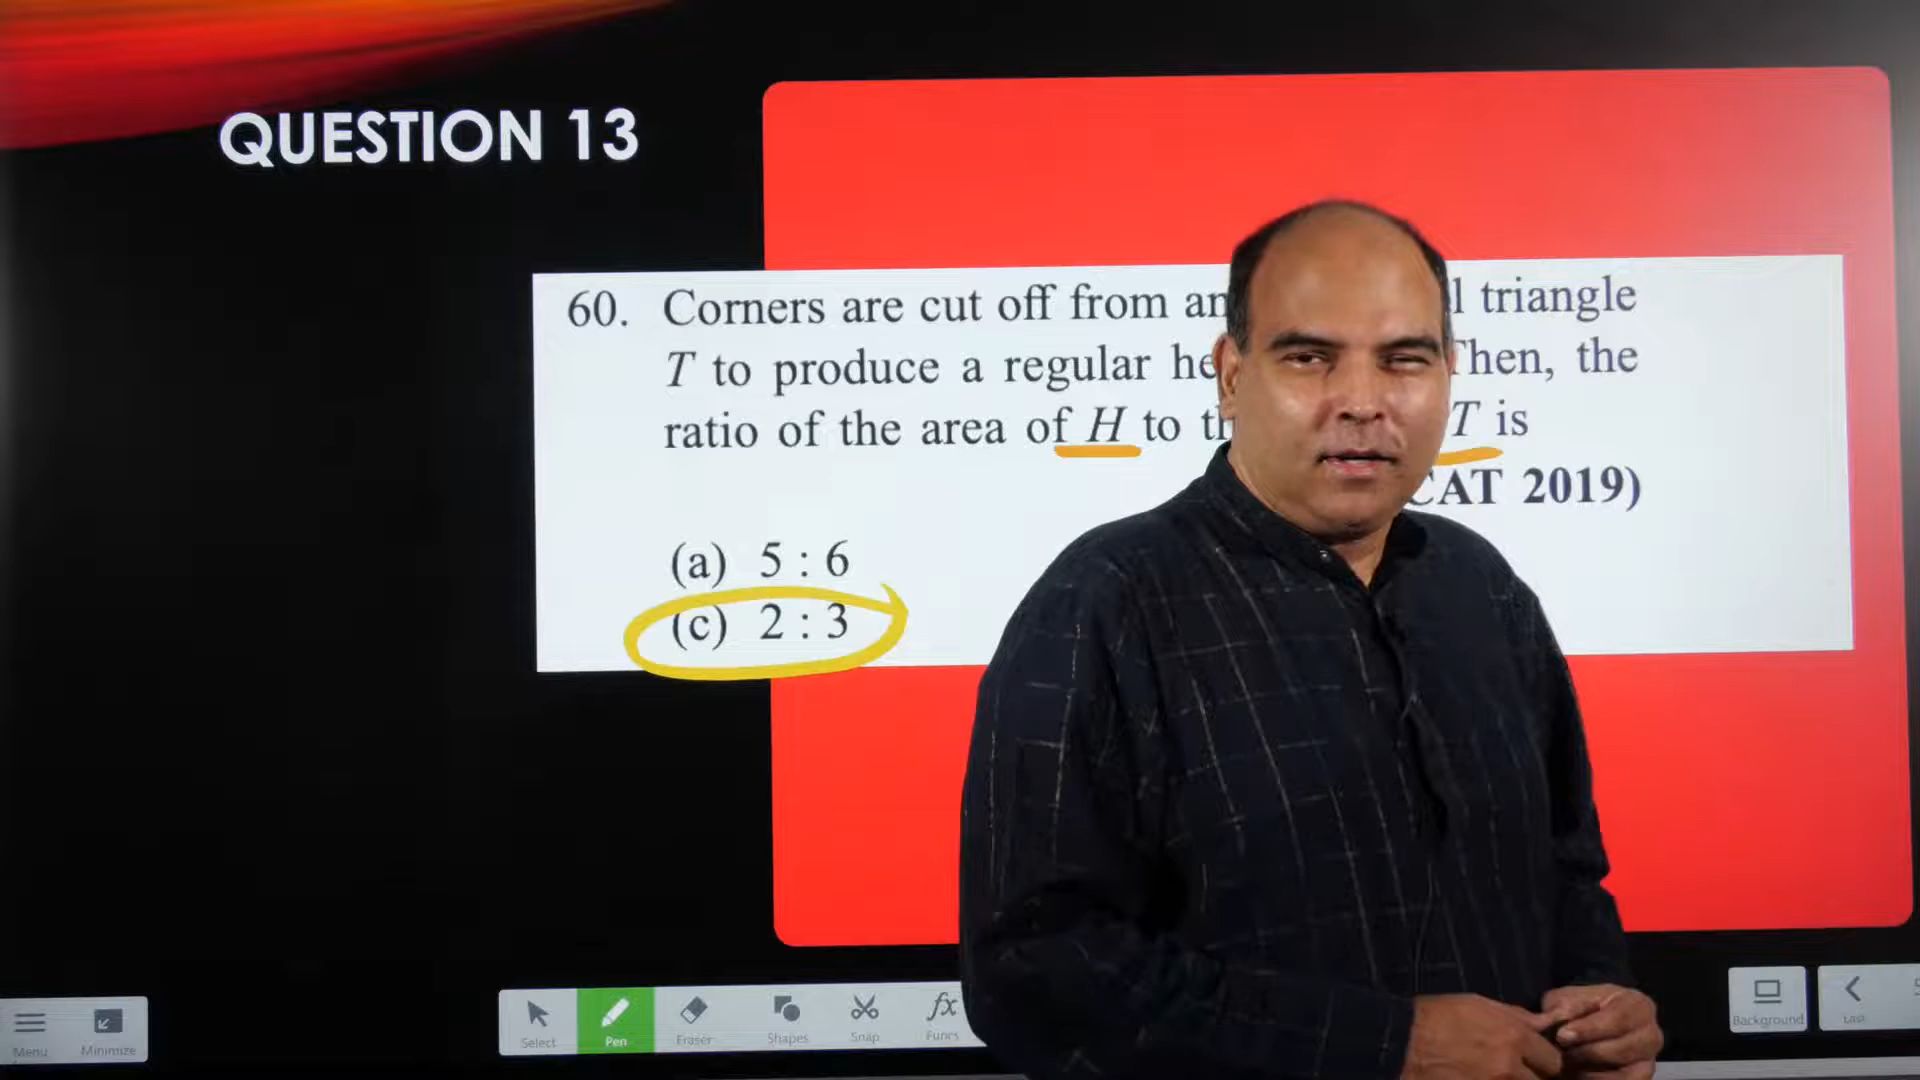 QUESTION 13
60. Corners are cut off from an l triangle
T to produce a regular he Then, the
ratio of the area of H to th T is
CAT 2019)
(a) 5 : 6
(c) 2 : 3
Menu
Minimize
Select
Pen
Eraser
Shapes
Snap
fx
Funcs
Background
Last